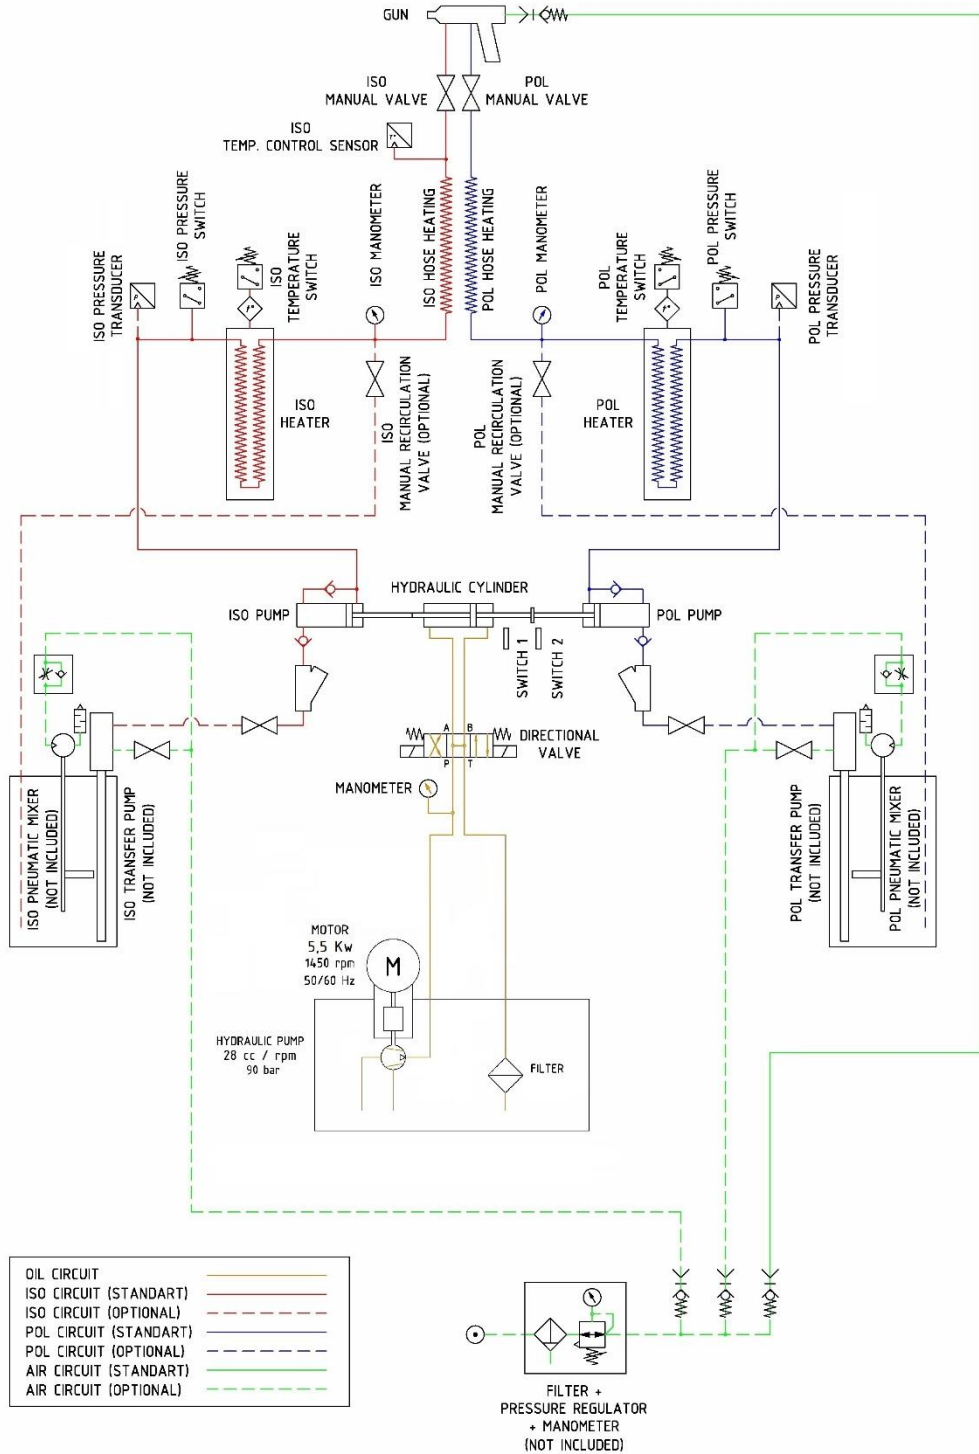 GUN
ISO
MANUAL VALVE
POL
MANUAL VALVE
ISO
TEMP. CONTROL SENSOR
T°
ISO PRESSURE
TRANSDUCER
P
ISO PRESSURE
SWITCH
ISO
TEMPERATURE
SWITCH
t°
ISO MANOMETER
ISO HOSE HEATING
POL HOSE HEATING
POL MANOMETER
POL
TEMPERATURE
SWITCH
t°
POL PRESSURE
SWITCH
POL PRESSURE
TRANSDUCER
P
ISO
HEATER
ISO
MANUAL RECIRCULATION
VALVE (OPTIONAL)
POL
MANUAL RECIRCULATION
VALVE (OPTIONAL)
POL
HEATER
HYDRAULIC CYLINDER
ISO PUMP
POL PUMP
SWITCH 1
SWITCH 2
A B
P T
DIRECTIONAL
VALVE
MANOMETER
ISO PNEUMATIC MIXER
(NOT INCLUDED)
ISO TRANSFER PUMP
(NOT INCLUDED)
POL TRANSFER PUMP
(NOT INCLUDED)
POL PNEUMATIC MIXER
(NOT INCLUDED)
MOTOR
5,5 Kw
1450 rpm
50/60 Hz
M
HYDRAULIC PUMP
28 cc / rpm
90 bar
FILTER
OIL CIRCUIT
ISO CIRCUIT (STANDART)
ISO CIRCUIT (OPTIONAL)
POL CIRCUIT (STANDART)
POL CIRCUIT (OPTIONAL)
AIR CIRCUIT (STANDART)
AIR CIRCUIT (OPTIONAL)
FILTER +
PRESSURE REGULATOR
+ MANOMETER
(NOT INCLUDED)